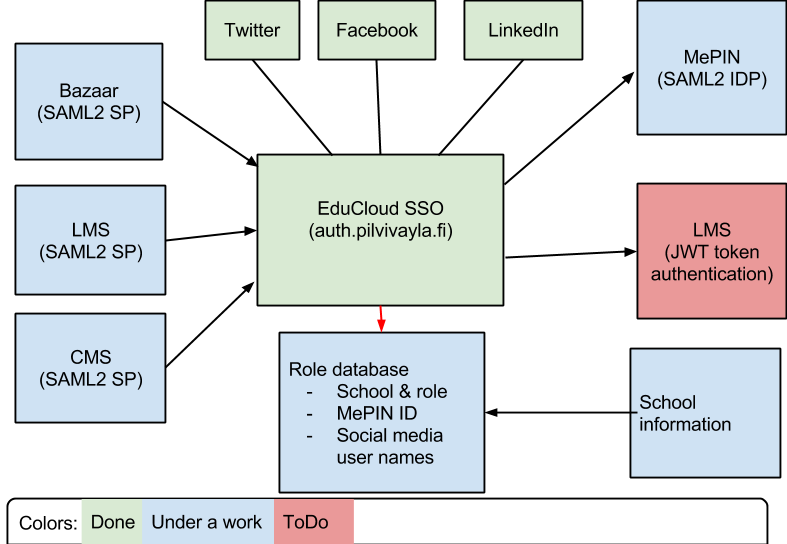 Twitter
Facebook
LinkedIn
Bazaar
(SAML2 SP)
MePIN
(SAML2 IDP)
LMS
(SAML2 SP)
EduCloud SSO
(auth.pilvivayla.fi)
LMS
(JWT token
authentication)
CMS
(SAML2 SP)
Role database
- School & role
- MePIN ID
- Social media
user names
School
information
Colors: Done Under a work ToDo